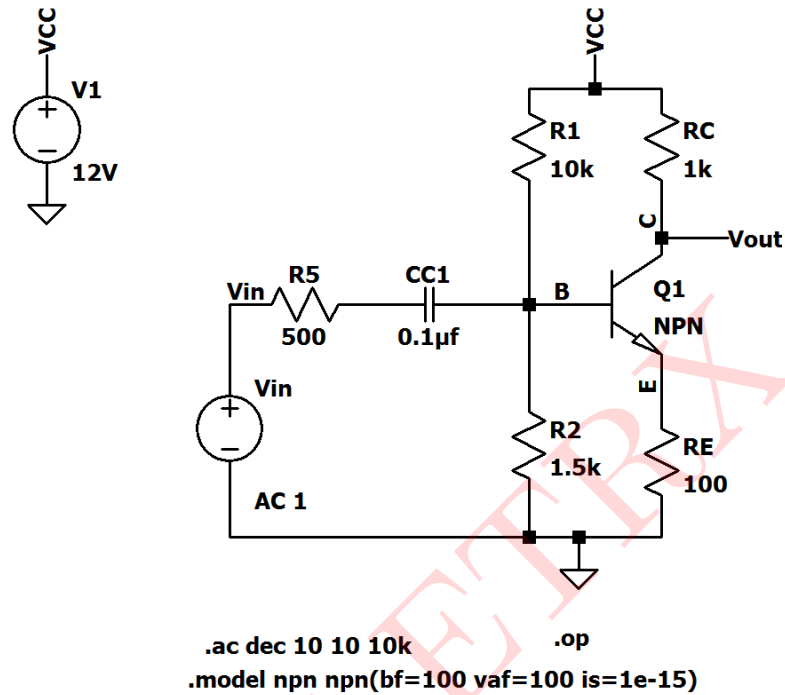 VCC
V1
+
−
12V
VCC
R1
10k
RC
1k
C
Vout
Vin
R5
500
CC1
0.1µf
B
Q1
NPN
E
Vin
+
−
AC 1
R2
1.5k
RE
100
.ac dec 10 10 10k
.op
.model npn npn(bf=100 vaf=100 is=1e-15)
ETRX